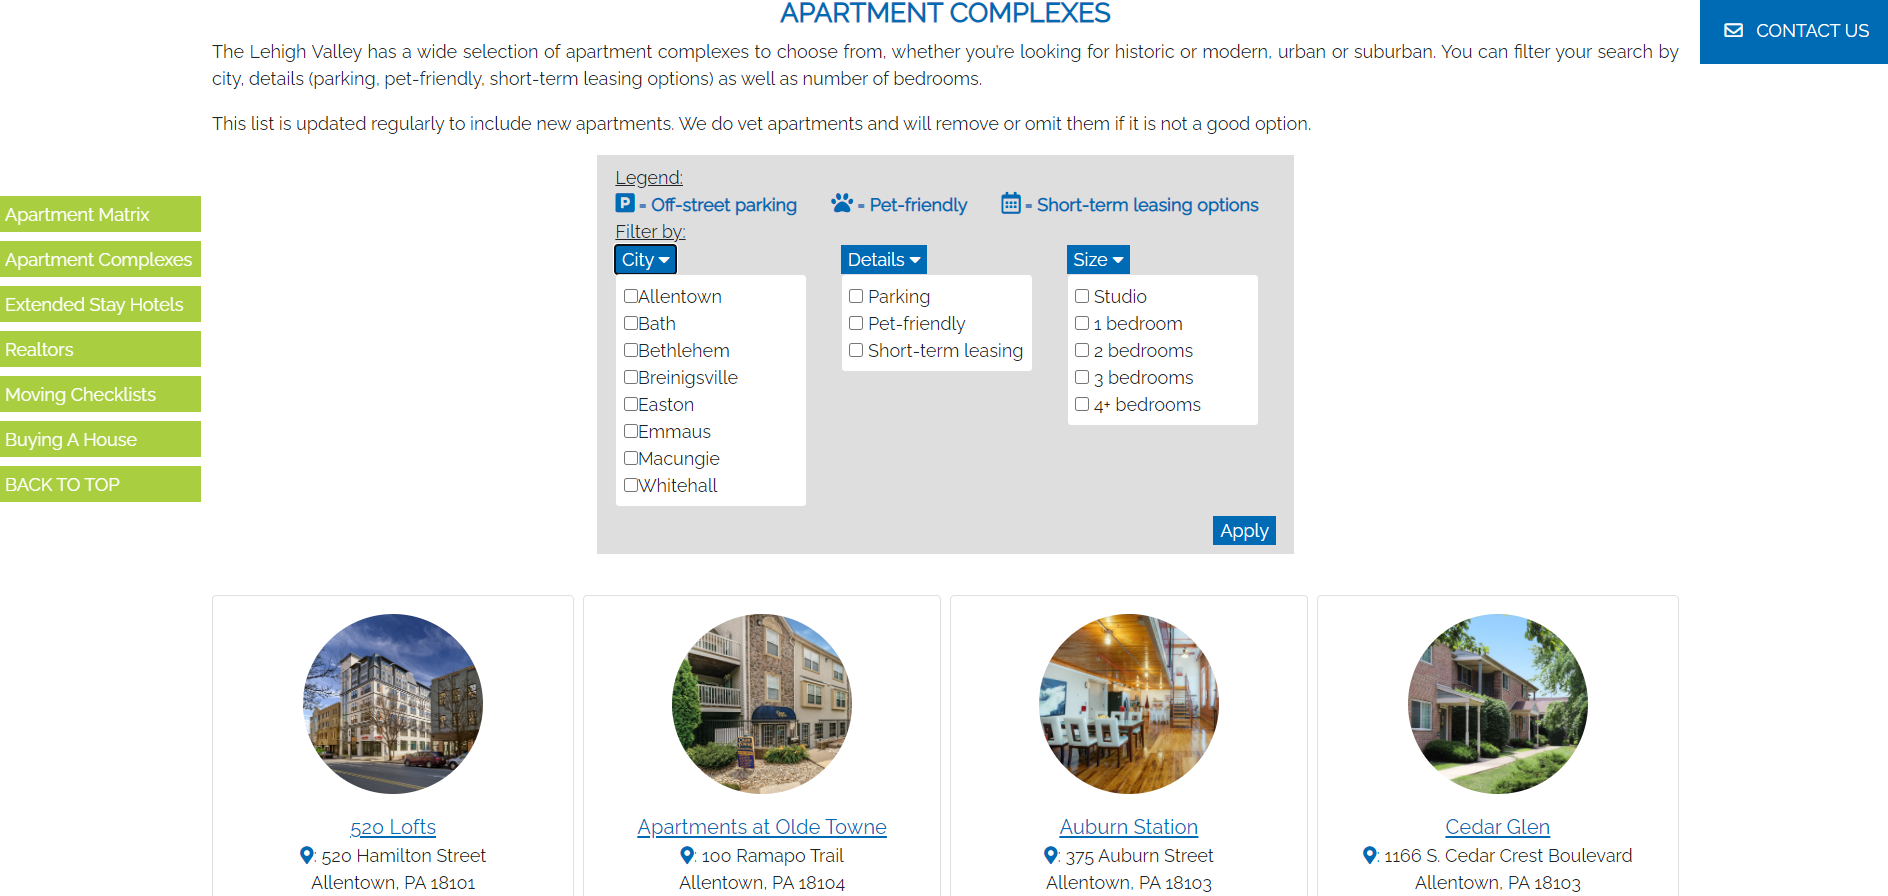 APARTMENT COMPLEXES
CONTACT US
The Lehigh Valley has a wide selection of apartment complexes to choose from, whether you're looking for historic or modern, urban or suburban. You can filter your search by
city, details (parking, pet-friendly, short-term leasing options) as well as number of bedrooms.
This list is updated regularly to include new apartments. We do vet apartments and will remove or omit them if it is not a good option.
Apartment Matrix
Apartment Complexes
Extended Stay Hotels
Realtors
Moving Checklists
Buying A House
BACK TO TOP
Legend:
P = Off-street parking
= Pet-friendly
= Short-term leasing options
Filter by:
City
Allentown
Bath
Bethlehem
Breinigsville
Easton
Emmaus
Macungie
Whitehall
Details
Parking
Pet-friendly
Short-term leasing
Size
Studio
1 bedroom
2 bedrooms
3 bedrooms
4+ bedrooms
Apply
520 Lofts
: 520 Hamilton Street
Allentown, PA 18101
Apartments at Olde Towne
: 100 Ramapo Trail
Allentown, PA 18104
Auburn Station
: 375 Auburn Street
Allentown, PA 18103
Cedar Glen
: 1166 S. Cedar Crest Boulevard
Allentown, PA 18103